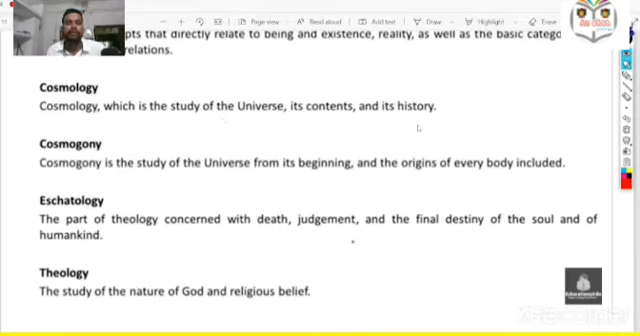 11 Page view Read aloud Add text Draw Highlight Erase
pts that directly relate to being and existence, reality, as well as the basic categ
relations.
Cosmology
Cosmology, which is the study of the Universe, its contents, and its history.
Cosmogony
Cosmogony is the study of the Universe from its beginning, and the origins of every body included.
Eschatology
The part of theology concerned with death, judgement, and the final destiny of the soul and of
humankind.
Theology
The study of the nature of God and religious belief.